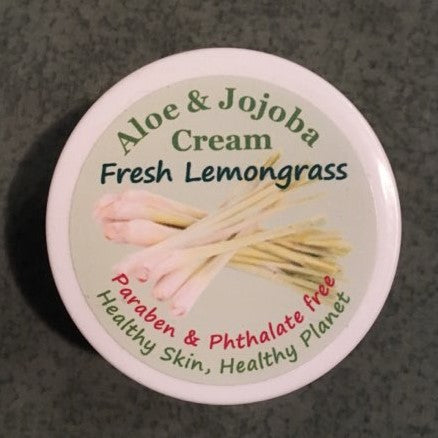 Aloe & Jojoba
Cream
Fresh Lemongrass
Paraben & Phthalate free
Healthy Skin, Healthy Planet